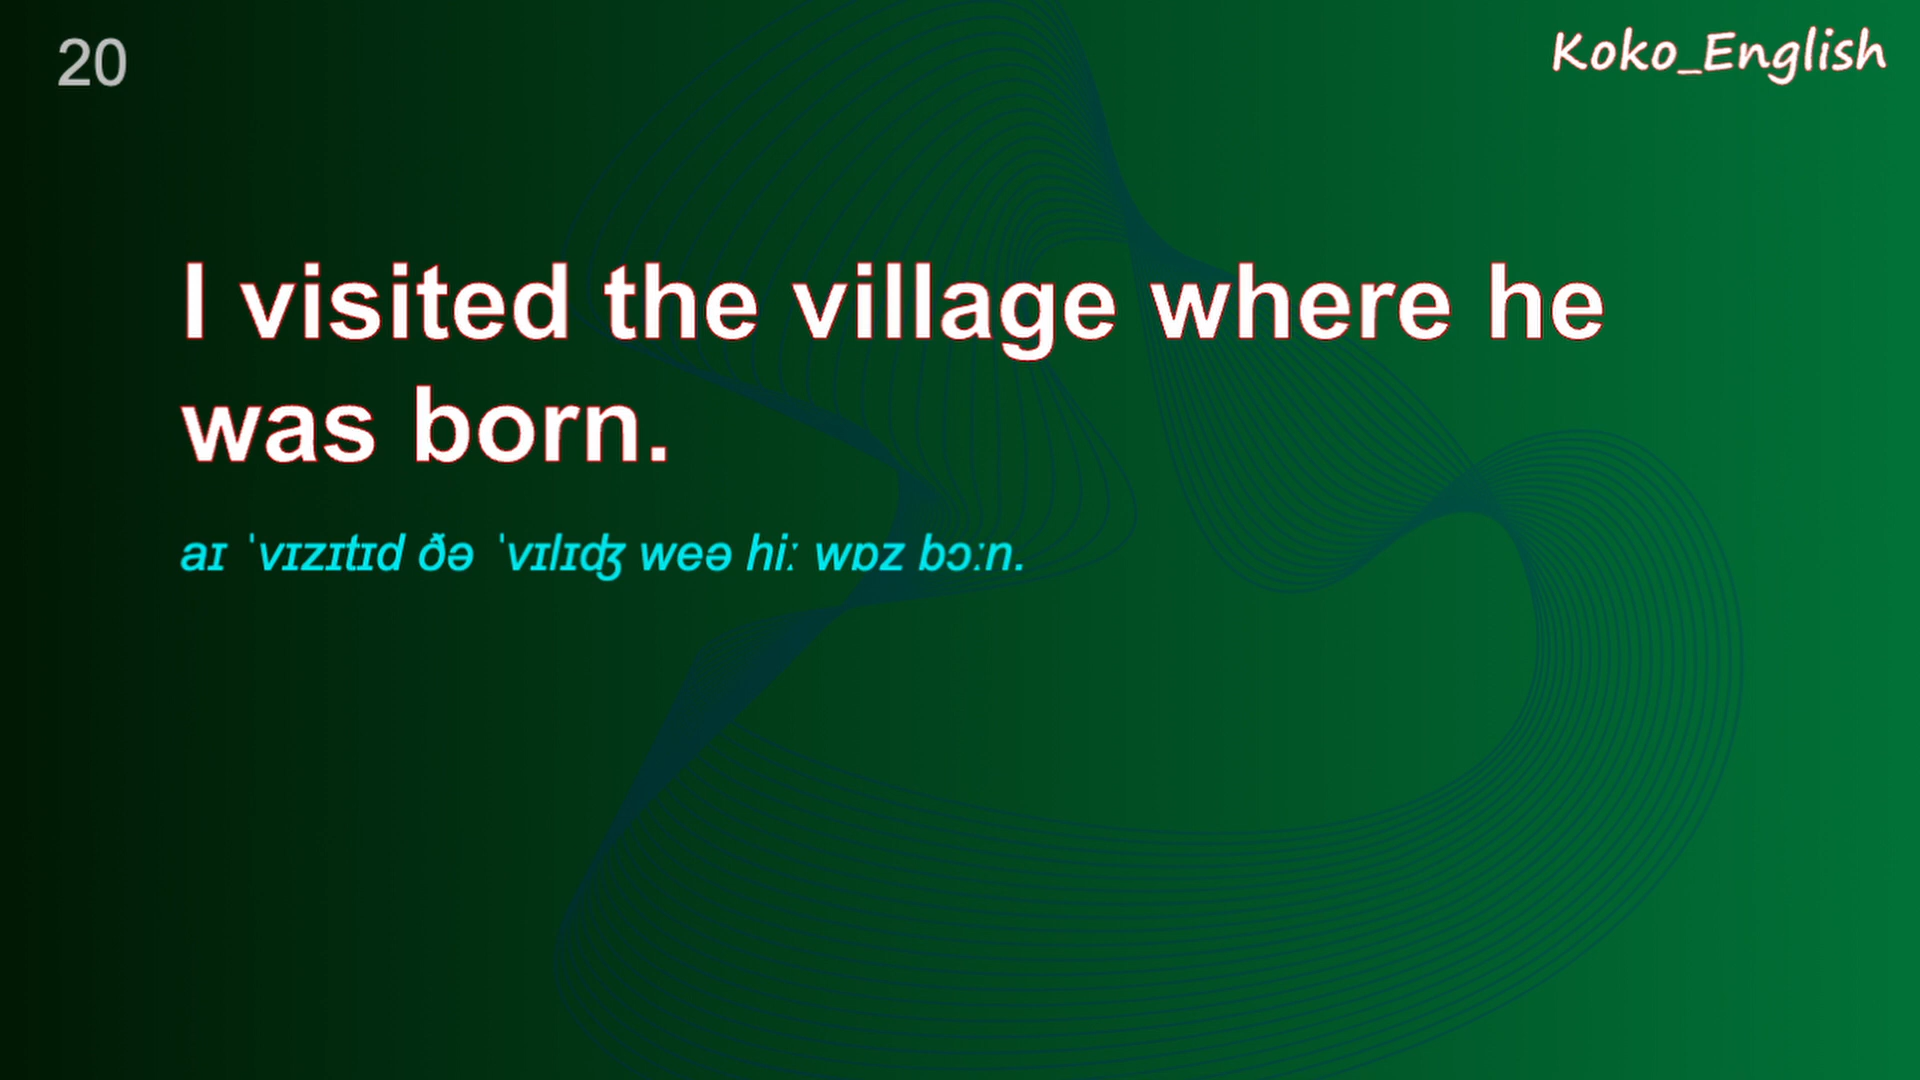 20
Koko_English
I visited the village where he
was born.
aɪ ˈvɪzɪtɪd ðə ˈvɪlɪʤ weə hiː wɒz bɔːn.